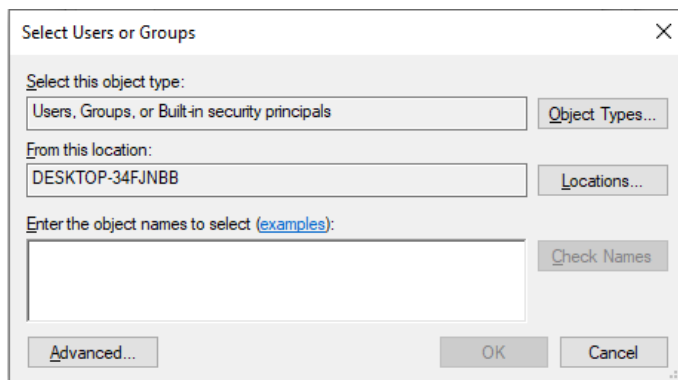 Select Users or Groups
Select this object type:
Users, Groups, or Built-in security principals
Object Types...
From this location:
DESKTOP-34FJNBB
Locations...
Enter the object names to select (examples):
Check Names
Advanced...
OK
Cancel